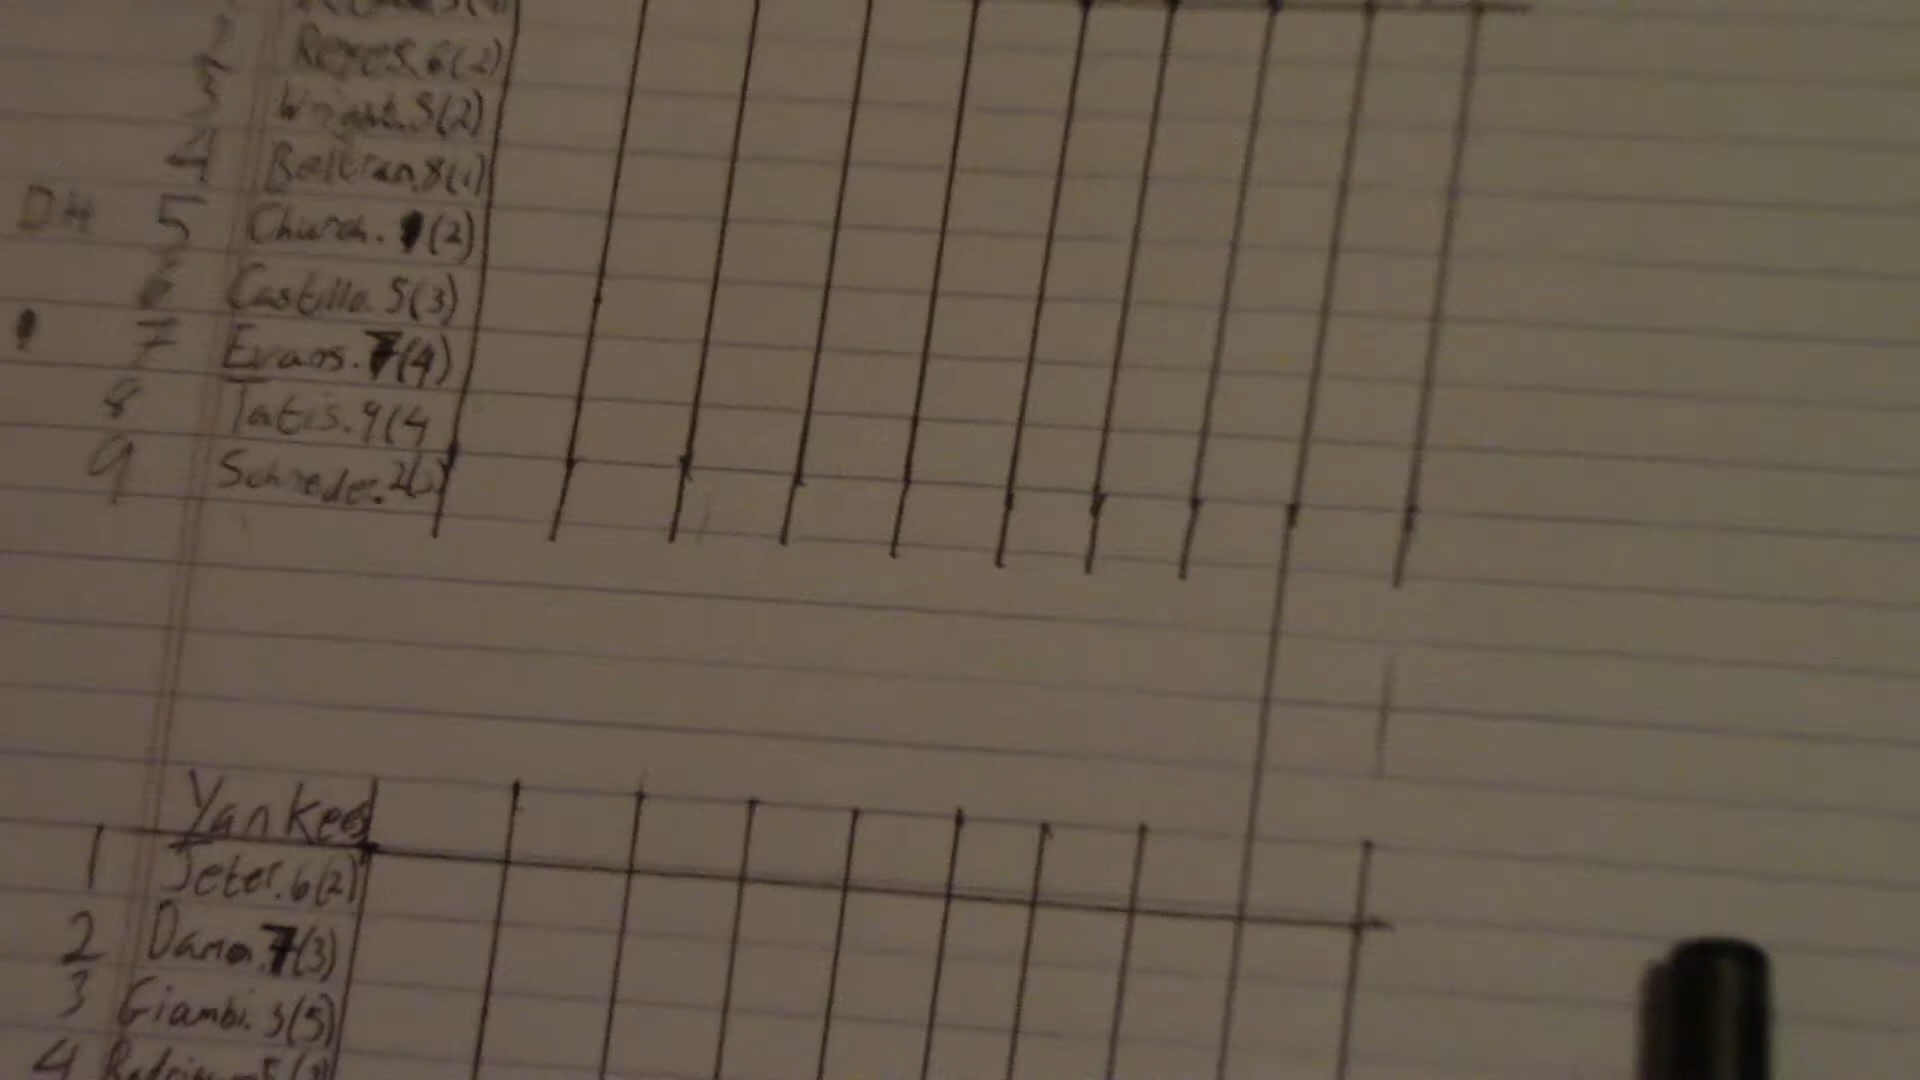 2 Reyes.6(2)
3 Wright.5(2)
4 Beltran.8(1)
DH 5 Church. (2)
6 Castillo.5(3)
7 Evans.7(4)
8 Tatis.9(4
9 Schneider.2(
Yankees
1 Jeter.6(2)
2 Damon.7(3)
3 Giambi.3(5)
4